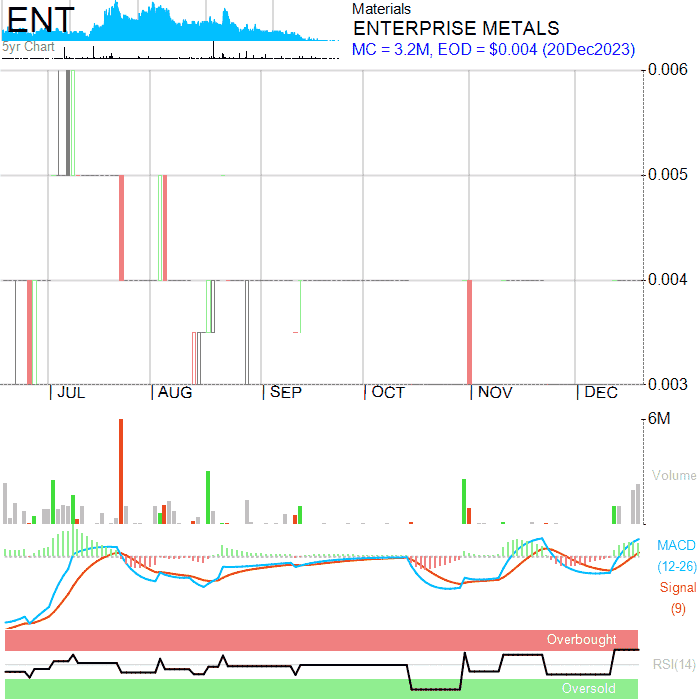 ENT
5yr Chart
Materials
ENTERPRISE METALS
MC = 3.2M, EOD = $0.004 (20Dec2023)
0.006
0.005
0.004
0.003
JUL AUG SEP OCT NOV DEC
6M
Volume
MACD
(12-26)
Signal
(9)
Overbought
RSI(14)
Oversold